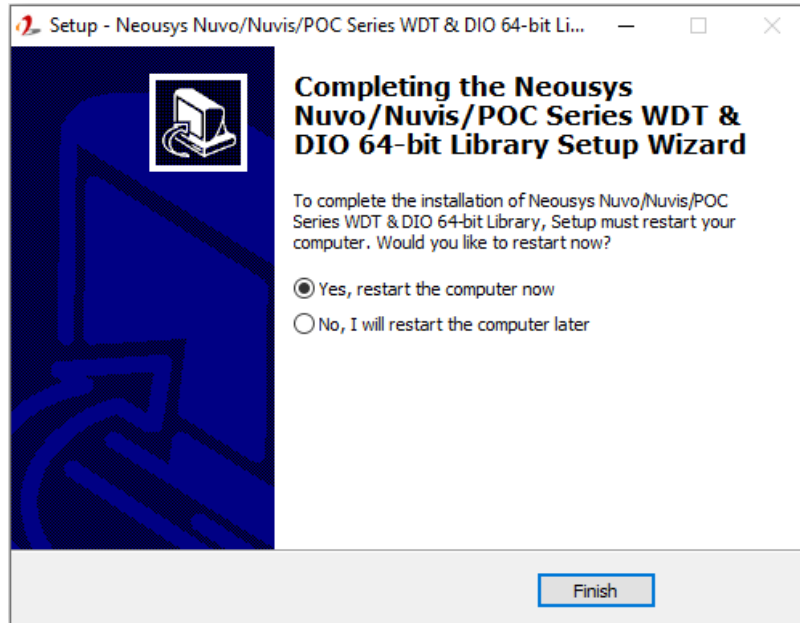 Setup - Neousys Nuvo/Nuvis/POC Series WDT & DIO 64-bit Li...
Completing the Neousys
Nuvo/Nuvis/POC Series WDT &
DIO 64-bit Library Setup Wizard
To complete the installation of Neousys Nuvo/Nuvis/POC
Series WDT & DIO 64-bit Library, Setup must restart your
computer. Would you like to restart now?
Yes, restart the computer now
No, I will restart the computer later
Finish